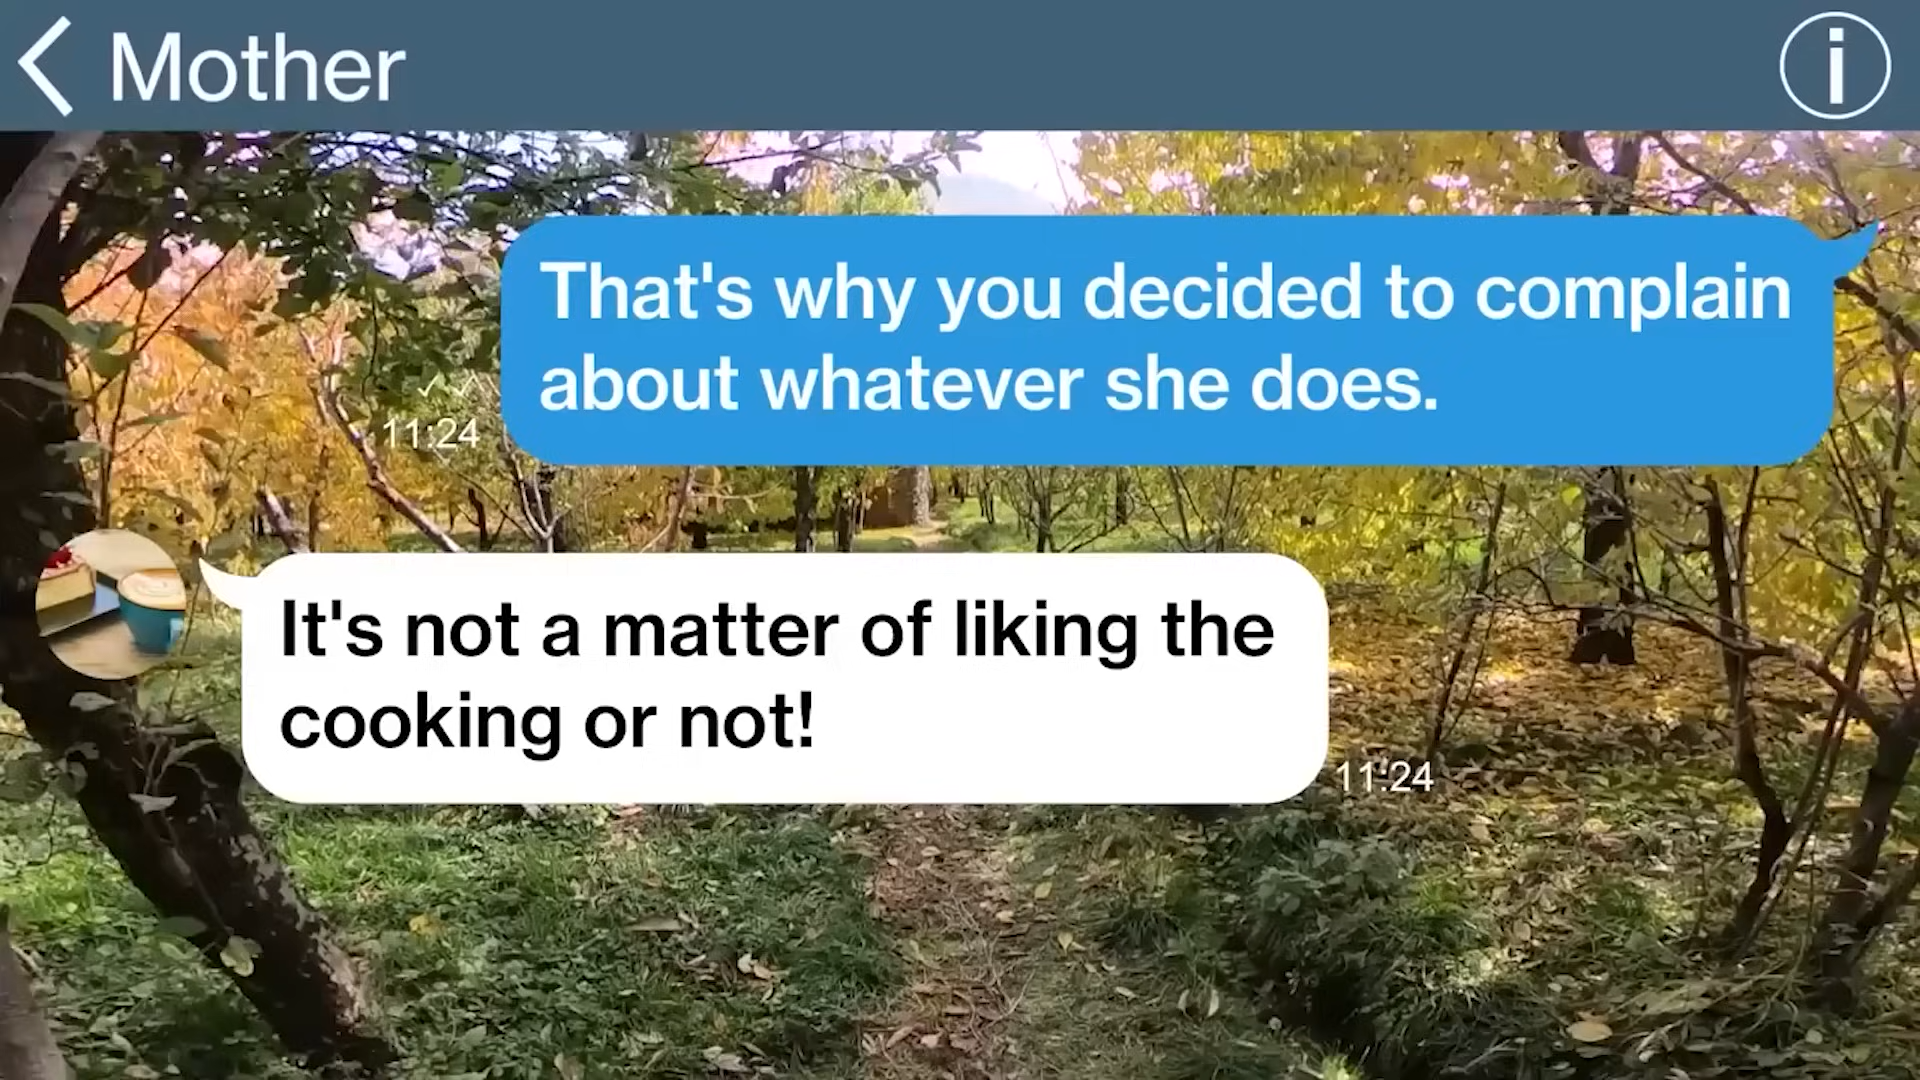 Mother
That's why you decided to complain
about whatever she does.
11:24
It's not a matter of liking the
cooking or not!
11:24